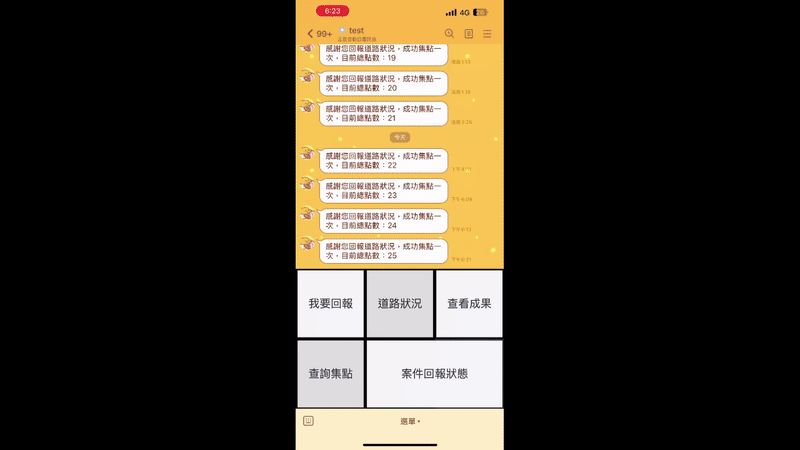 6:23
4G
99+
test
感謝您回報道路狀況，成功集點一
次，目前總點數：19
感謝您回報道路狀況，成功集點一
次，目前總點數：20
感謝您回報道路狀況，成功集點一
次，目前總點數：21
今天
感謝您回報道路狀況，成功集點一
次，目前總點數：22
感謝您回報道路狀況，成功集點一
次，目前總點數：23
感謝您回報道路狀況，成功集點一
次，目前總點數：24
感謝您回報道路狀況，成功集點一
次，目前總點數：25
下午 6:21
我要回報
道路狀況
查看成果
查詢集點
案件回報狀態
選單